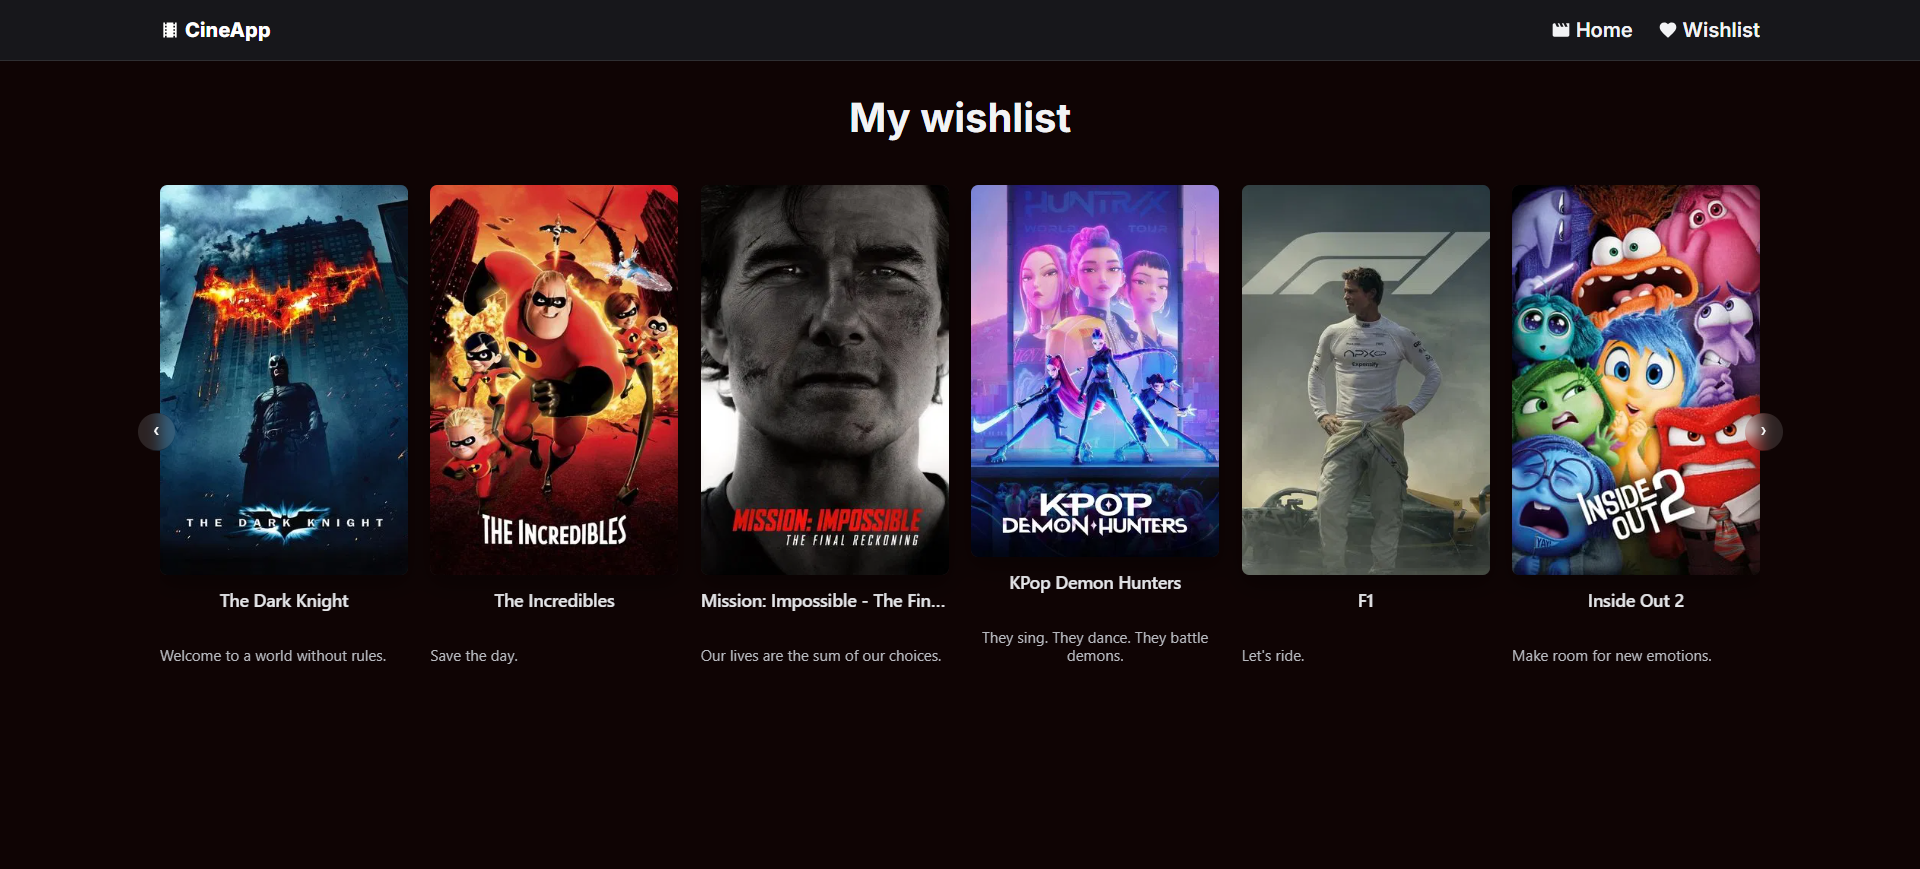 CineApp
Home
Wishlist
My wishlist
THE DARK KNIGHT
THE INCREDIBLES
MISSION: IMPOSSIBLE
THE FINAL RECKONING
HUNTR/X
WORLD TOUR
KPOP
DEMON HUNTERS
F1
APXGP
Expensify
INSIDE
OUT 2
‹
›
The Dark Knight
The Incredibles
Mission: Impossible - The Fin...
KPop Demon Hunters
F1
Inside Out 2
Welcome to a world without rules.
Save the day.
Our lives are the sum of our choices.
They sing. They dance. They battle
demons.
Let's ride.
Make room for new emotions.